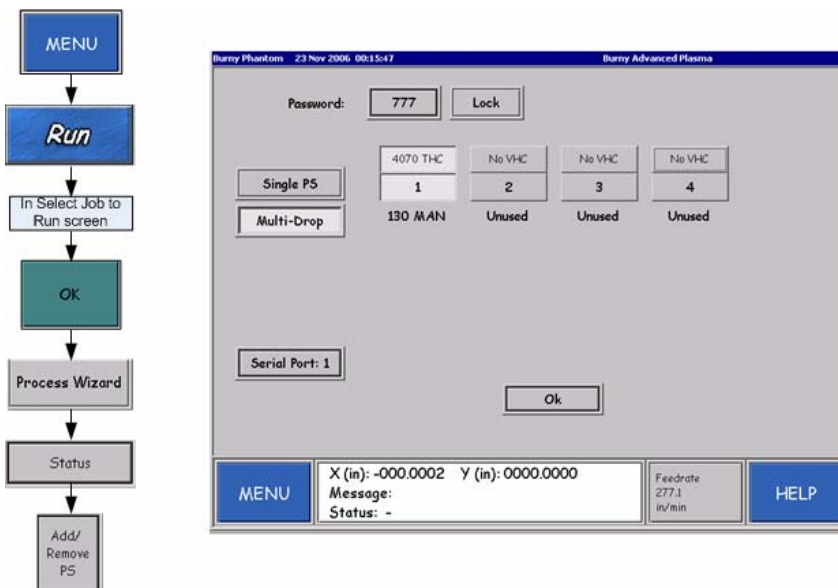 MENU
Run
In Select Job to
Run screen
OK
Process Wizard
Status
Add/
Remove
PS
Burny Phantom 23 Nov 2006 00:15:47 Burny Advanced Plasma
Password: 777 Lock
4070 THC No VHC No VHC No VHC
Single PS 1 2 3 4
Multi-Drop 130 MAN Unused Unused Unused
Serial Port: 1
Ok
MENU
X (in): -000.0002 Y (in): 0000.0000
Message:
Status: -
Feedrate
277.1
in/min
HELP